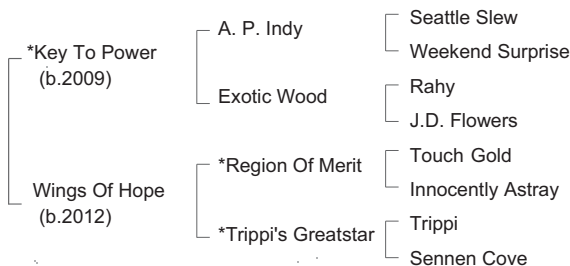 Seattle Slew
A. P. Indy
*Key To Power
Weekend Surprise
(b.2009)
Rahy
Exotic Wood
J.D. Flowers
Touch Gold
*Region Of Merit
Wings Of Hope
Innocently Astray
(b.2012)
Trippi
*Trippi's Greatstar
Sennen Cove